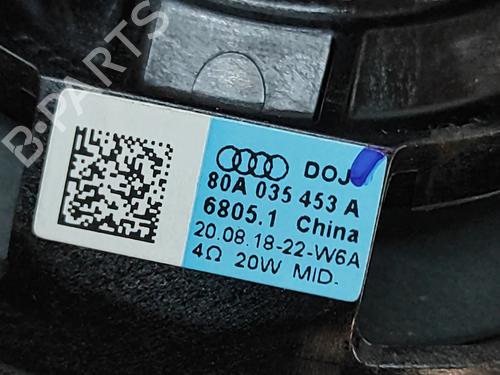 B-PARTS
DOJ
80A 035 453 A
6805.1 China
20.08.18-22-W6A
4Ω 20W MID.